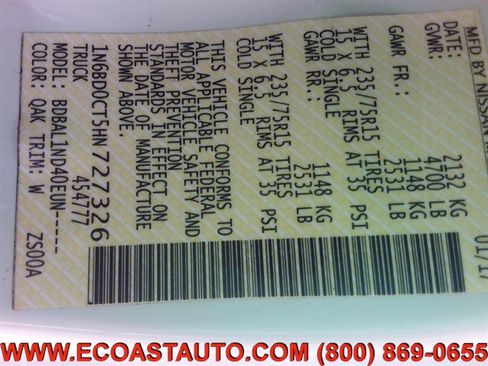 MFD BY NISSAN
DATE: 01/17
GVWR: 2132 KG
4700 LB
GAWR FR.: 1148 KG
2531 LB
WITH 235/75R15 TIRES
15 X 6.5 RIMS AT 35 PSI
COLD SINGLE
GAWR RR.: 1148 KG
2531 LB
WITH 235/75R15 TIRES
15 X 6.5 RIMS AT 35 PSI
COLD SINGLE
THIS VEHICLE CONFORMS TO
ALL APPLICABLE FEDERAL
MOTOR VEHICLE SAFETY AND
THEFT PREVENTION
STANDARDS IN EFFECT ON
THE DATE OF MANUFACTURE
SHOWN ABOVE.
1N6BD0CT5HN727326
TRUCK 454777
MODEL: BDBAL1ND40EUN-----
COLOR: QAK TRIM: W ZS00A
WWW.ECOASTAUTO.COM (800) 869-0655